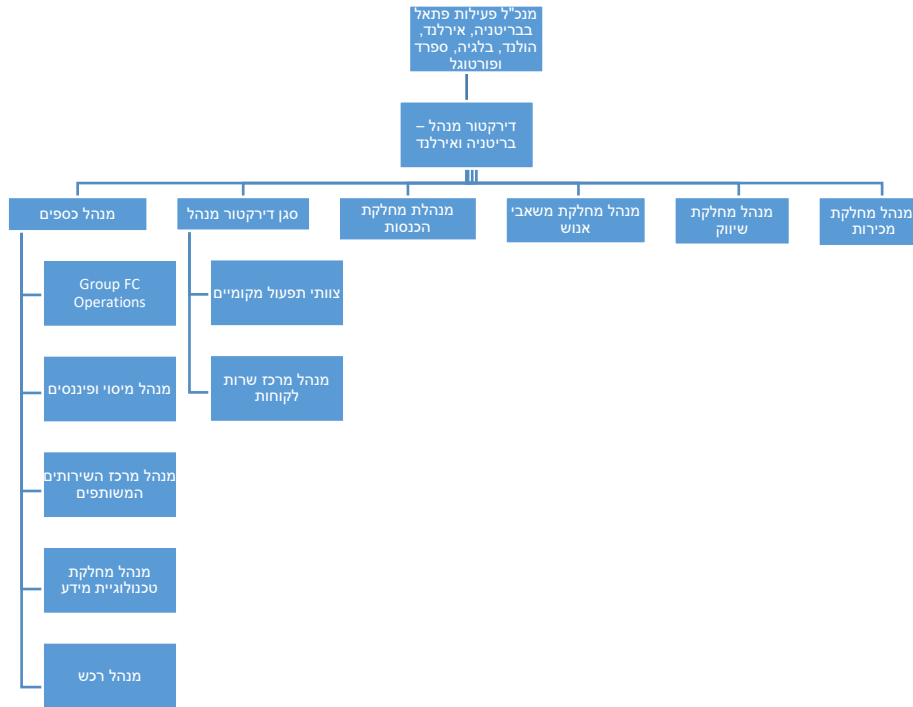 מנכ"ל פעילות פתאל
בבריטניה, אירלנד,
הולנד, בלגיה, ספרד
ופורטוגל
דירקטור מנהל –
בריטניה ואירלנד
מנהל מחלקת
מכירות
מנהל מחלקת
שיווק
מנהל מחלקת משאבי
אנוש
מנהלת מחלקת
הכנסות
סגן דירקטור מנהל
צוותי תפעול מקומיים
מנהל מרכז שרות
לקוחות
מנהל כספים
Group FC
Operations
מנהל מיסוי ופיננסים
מנהל מרכז השירותים
המשותפים
מנהל מחלקת
טכנולוגיית מידע
מנהל רכש